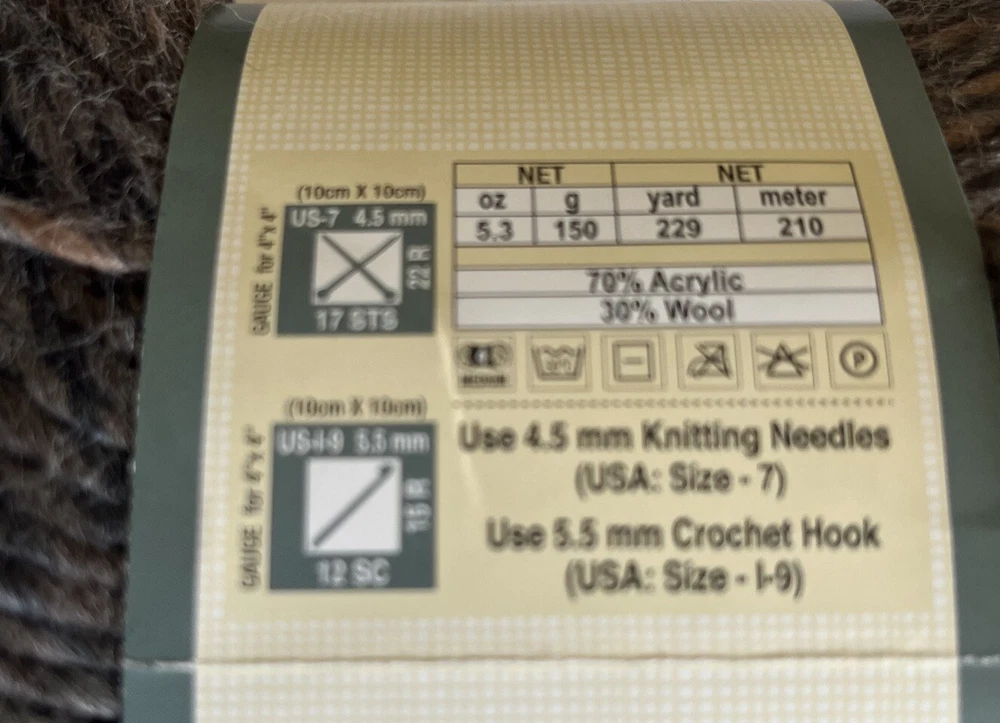 NET NET
oz g yard meter
5.3 150 229 210
70% Acrylic
30% Wool
(10cm X 10cm)
GAUGE for 4"x 4"
US-7 4.5 mm
22 R
17 STS
MEDIUM
P
(10cm X 10cm)
GAUGE for
US-I-9 5.5 mm
15 R
12 SC
Use 4.5 mm Knitting Needles
(USA: Size - 7)
Use 5.5 mm Crochet Hook
(USA: Size - I-9)